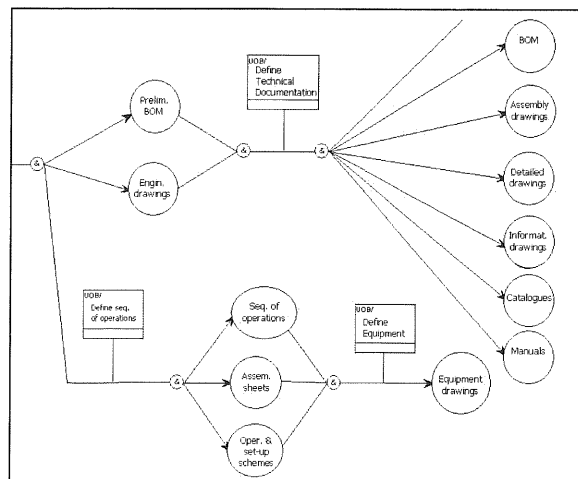 UOB/
Define
Technical
Documentation
BOM
Prelim.
BOM
Assembly
drawings
&
&
&
Engin.
drawings
Detailed
drawings
Informat.
drawings
UOB/
Define seq.
of operations
Seq. of
operations
UOB/
Define
Equipment
Catalogues
Manuals
&
Assem.
sheets
&
Equipment
drawings
Oper. &
set-up
schemes